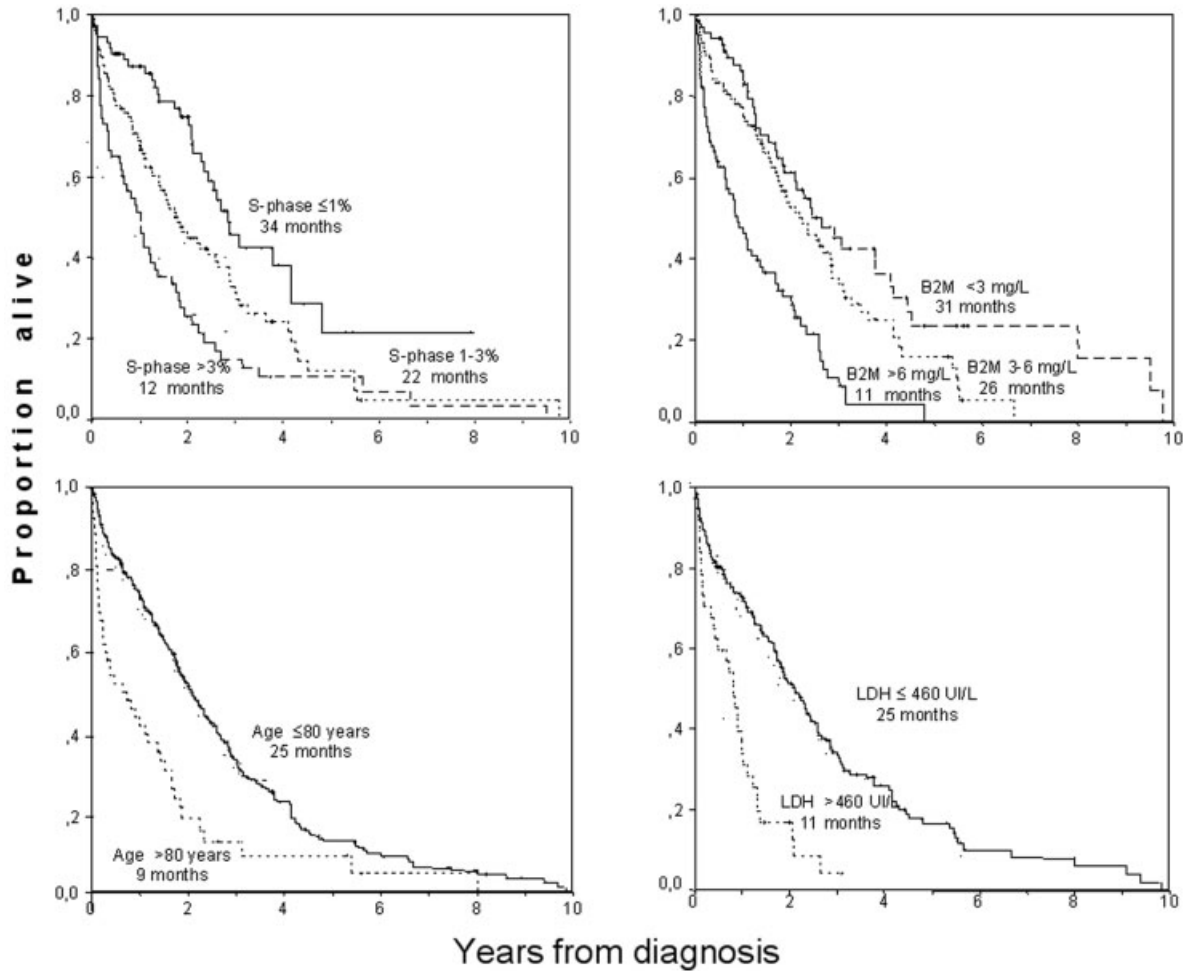 Proportion alive
1,0
,8
,6
,4
,2
0,0
S-phase ≤1%
34 months
S-phase >3%
12 months
S-phase 1-3%
22 months
0 2 4 6 8 10
1,0
,8
,6
,4
,2
0,0
B2M <3 mg/L
31 months
B2M >6 mg/L
11 months
B2M 3-6 mg/L
26 months
0 2 4 6 8 10
1,0
,8
,6
,4
,2
0,0
Age ≤80 years
25 months
Age >80 years
9 months
0 2 4 6 8 10
1,0
,8
,6
,4
,2
0,0
LDH ≤ 460 UI/L
25 months
LDH >460 UI/L
11 months
0 2 4 6 8 10
Years from diagnosis